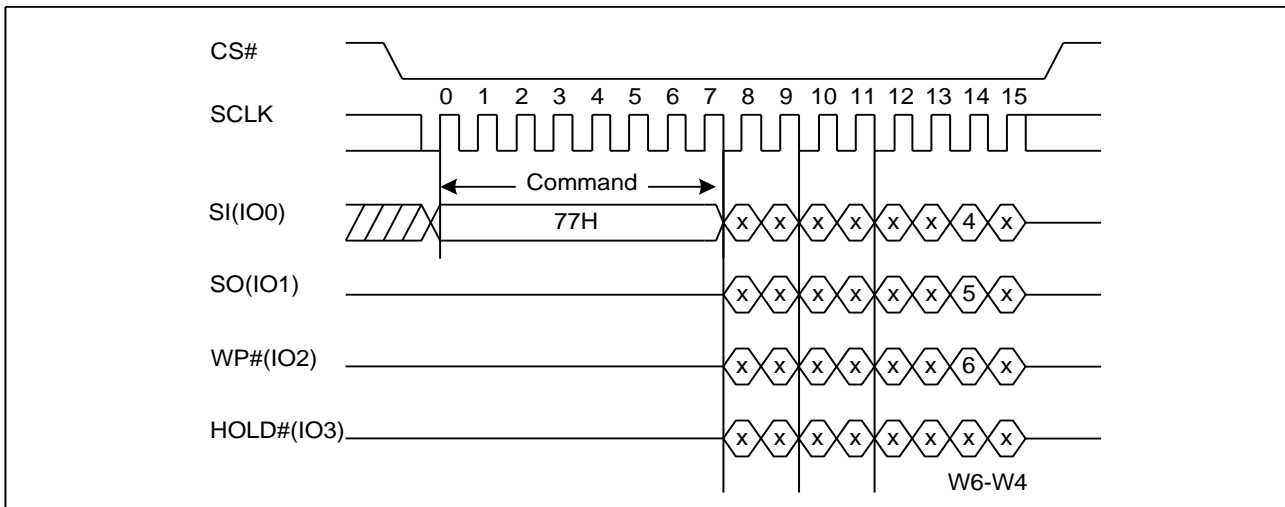 CS#
0 1 2 3 4 5 6 7 8 9 10 11 12 13 14 15
SCLK
Command
SI(IO0)
77H
x x x x x x 4 x
SO(IO1)
x x x x x x 5 x
WP#(IO2)
x x x x x x 6 x
HOLD#(IO3)
x x x x x x x x
W6-W4